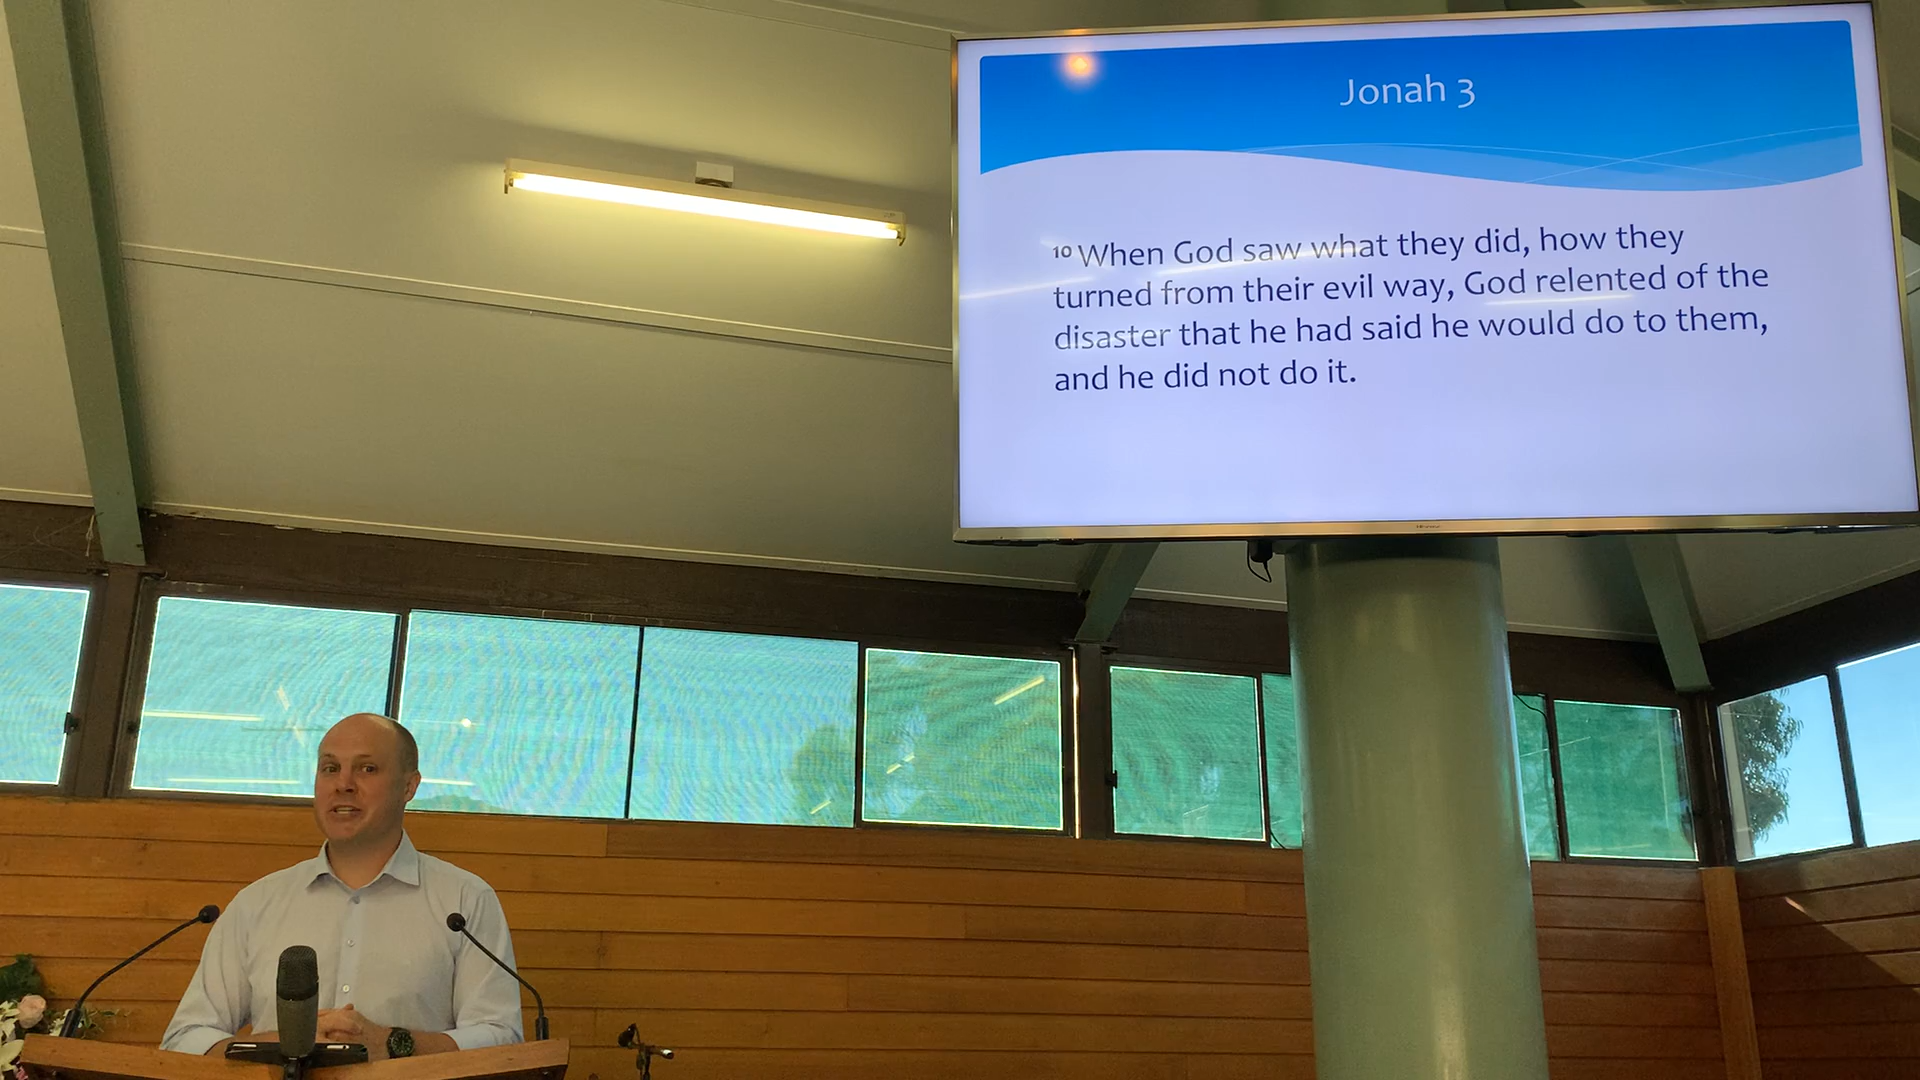 Jonah 3
¹⁰ When God saw what they did, how they
turned from their evil way, God relented of the
disaster that he had said he would do to them,
and he did not do it.